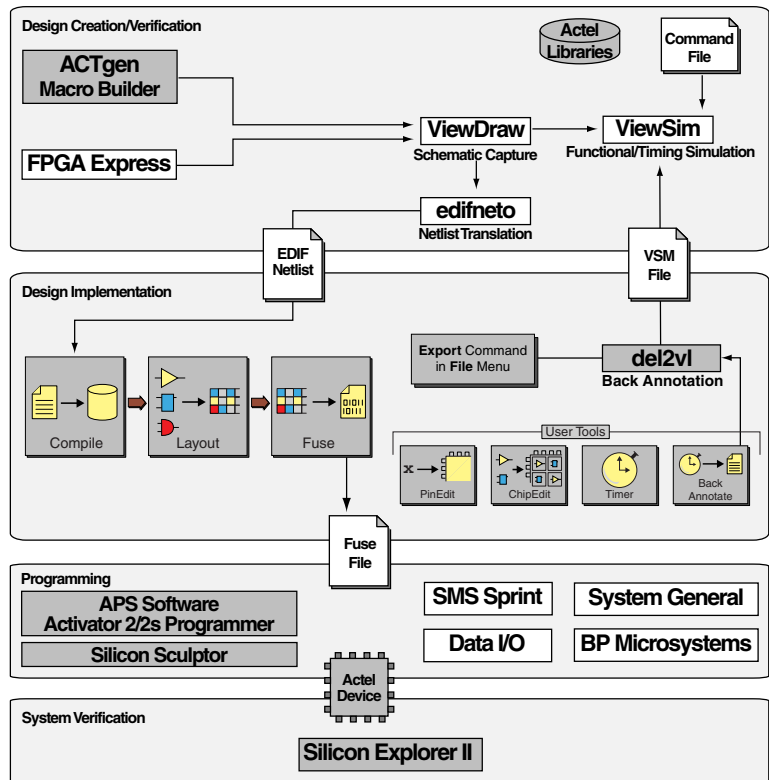 Design Creation/Verification
Actel
Libraries
Command
File
ACTgen
Macro Builder
ViewDraw
Schematic Capture
ViewSim
Functional/Timing Simulation
FPGA Express
edifneto
Netlist Translation
EDIF
Netlist
VSM
File
Design Implementation
Export Command
in File Menu
del2vl
Back Annotation
Compile
Layout
01011
10111
Fuse
User Tools
x
PinEdit
ChipEdit
Timer
Back
Annotate
Fuse
File
Programming
APS Software
Activator 2/2s Programmer
Silicon Sculptor
SMS Sprint
System General
Data I/O
BP Microsystems
Actel
Device
System Verification
Silicon Explorer II